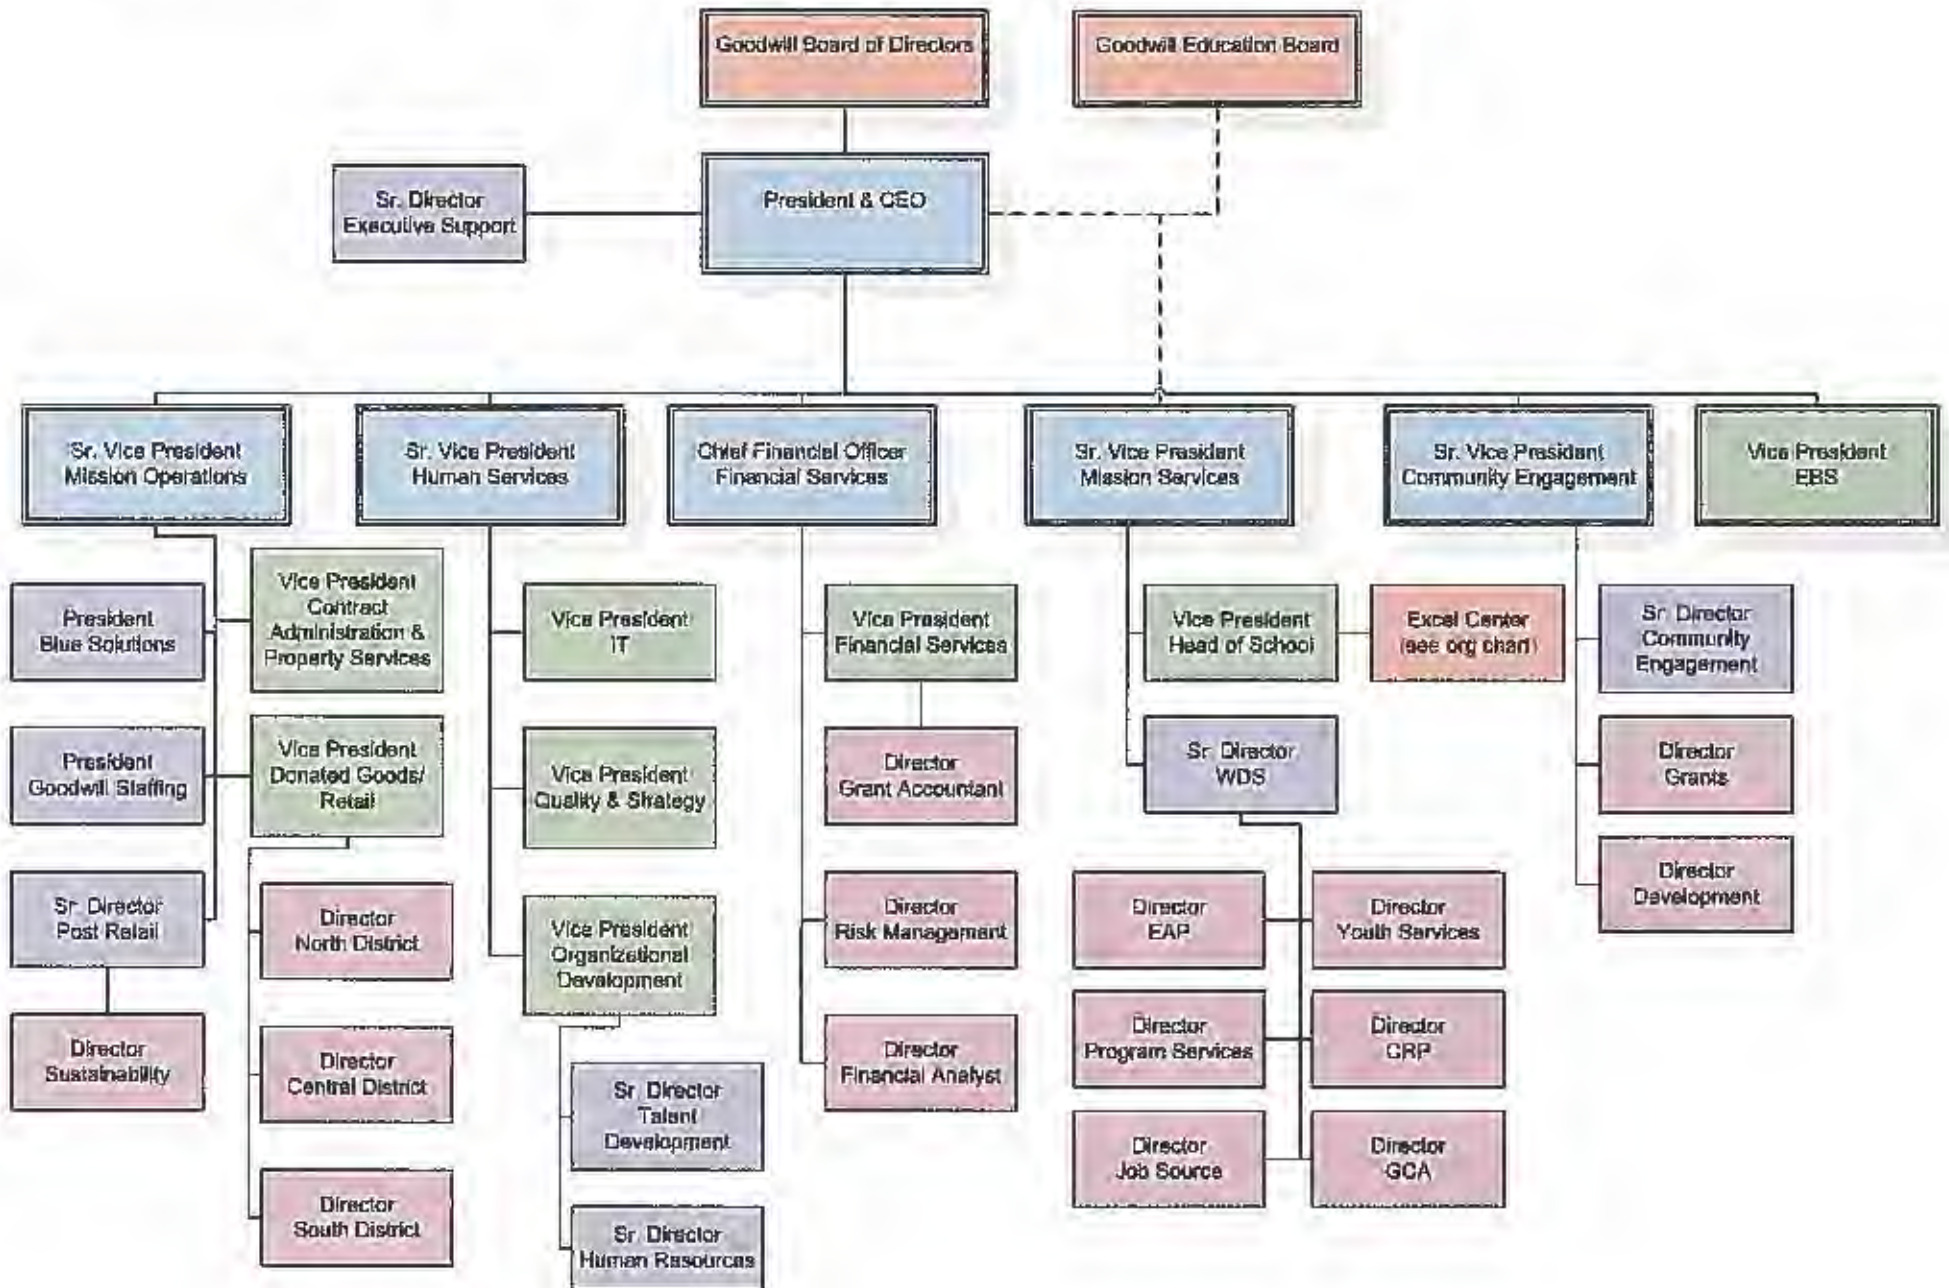 Goodwill Board of Directors
Goodwill Education Board
Sr. Director
Executive Support
President & CEO
Sr. Vice President
Mission Operations
Sr. Vice President
Human Services
Chief Financial Officer
Financial Services
Sr. Vice President
Mission Services
Sr. Vice President
Community Engagement
Vice President
EBS
President
Blue Solutions
Vice President
Contract
Administration &
Property Services
Vice President
IT
Vice President
Financial Services
Vice President
Head of School
Excel Center
(see org chart)
Sr. Director
Community
Engagement
President
Goodwill Staffing
Vice President
Donated Goods/
Retail
Vice President
Quality & Strategy
Director
Grant Accountant
Sr. Director
WDS
Director
Grants
Sr. Director
Post Retail
Director
North District
Vice President
Organizational
Development
Director
Risk Management
Director
EAP
Director
Youth Services
Director
Development
Director
Sustainability
Director
Central District
Sr. Director
Talent
Development
Director
Financial Analyst
Director
Program Services
Director
CRP
Director
South District
Sr. Director
Human Resources
Director
Job Source
Director
GCA